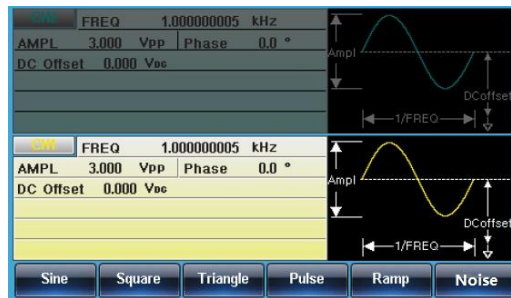 CH2 FREQ 1.000000005 kHz
AMPL 3.000 Vpp Phase 0.0 °
DC Offset 0.000 VDC
Ampl
DCoffset
1/FREQ
CH1 FREQ 1.000000005 kHz
AMPL 3.000 Vpp Phase 0.0 °
DC Offset 0.000 VDC
Ampl
DCoffset
1/FREQ
Sine Square Triangle Pulse Ramp Noise